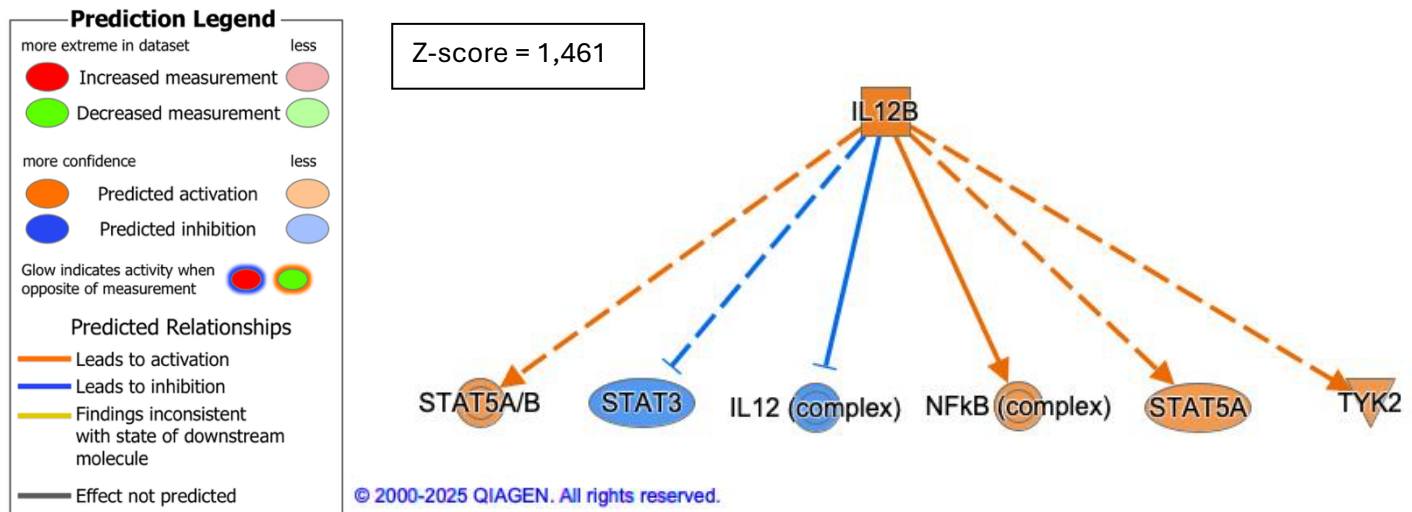 Prediction Legend
more extreme in dataset less
Increased measurement
Decreased measurement
more confidence less
Predicted activation
Predicted inhibition
Glow indicates activity when
opposite of measurement
Predicted Relationships
Leads to activation
Leads to inhibition
Findings inconsistent
with state of downstream
molecule
Effect not predicted
Z-score = 1,461
IL12B
STAT5A/B STAT3 IL12 (complex) NFkB (complex) STAT5A TYK2
© 2000-2025 QIAGEN. All rights reserved.